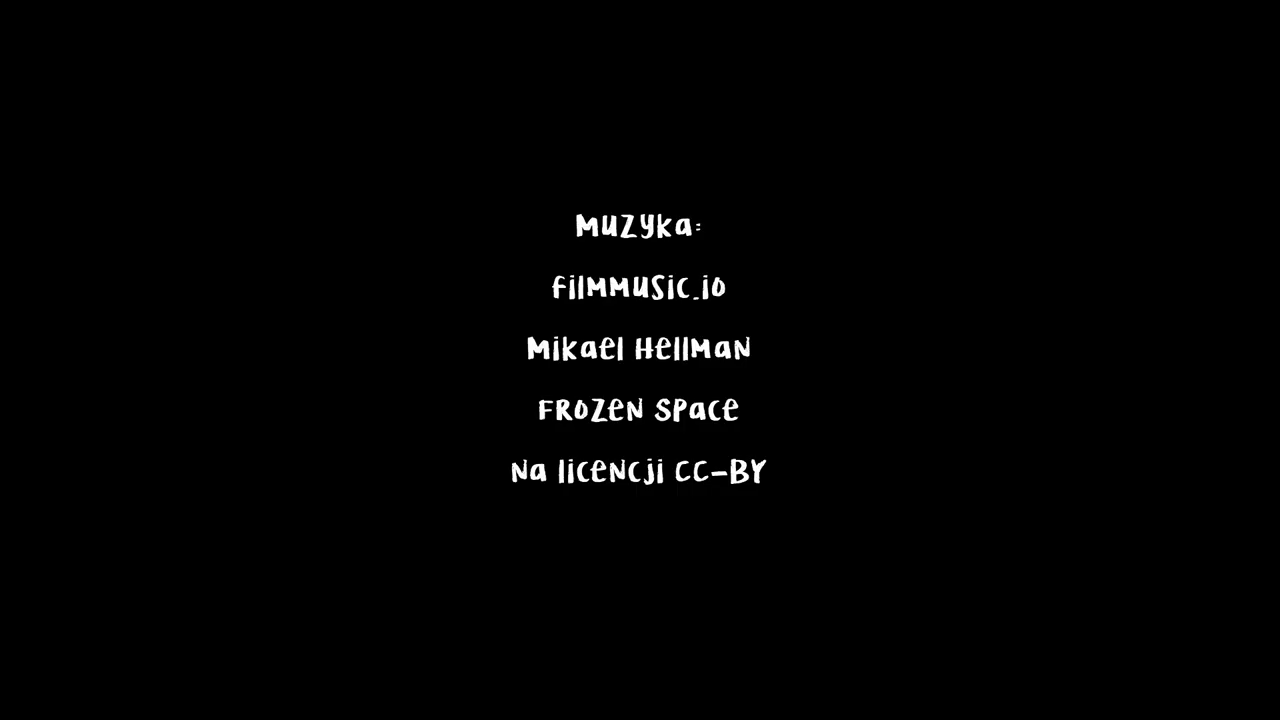 Muzyka:
filmmusic.io
Mikael Hellman
Frozen Space
na licencji CC-BY